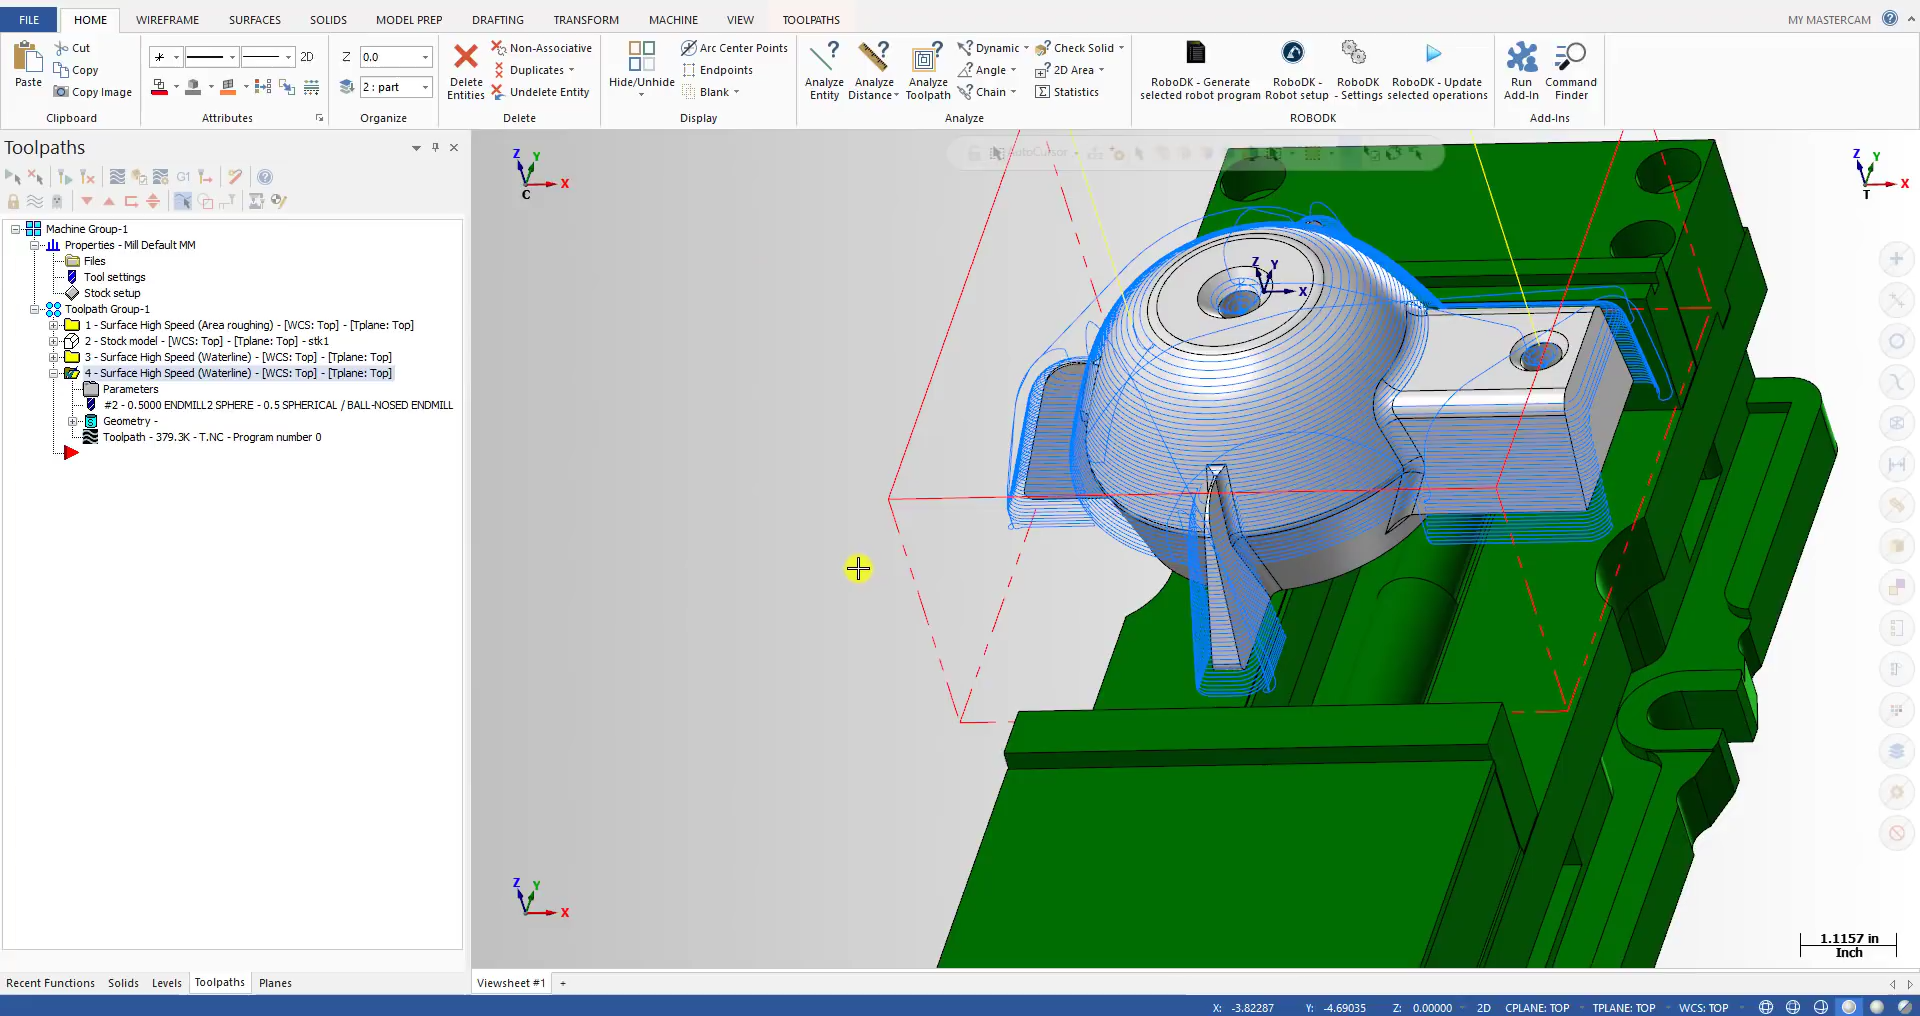 FILE HOME WIREFRAME SURFACES SOLIDS MODEL PREP DRAFTING TRANSFORM MACHINE VIEW TOOLPATHS MY MASTERCAM
Paste
Cut
Copy
Copy Image
Clipboard
2D
Attributes
Z 0.0
2 : part
Organize
Delete Entities
Non-Associative
Duplicates
Undelete Entity
Delete
Hide/Unhide
Arc Center Points
Endpoints
Blank
Display
Analyze Entity
Analyze Distance
Analyze Toolpath
Dynamic
Angle
Chain
Check Solid
2D Area
Statistics
Analyze
RoboDK - Generate selected robot program
RoboDK - Robot setup
RoboDK - Settings
RoboDK - Update selected operations
ROBODK
Run Add-In
Command Finder
Add-Ins
Toolpaths
G1
Machine Group-1
Properties - Mill Default MM
Files
Tool settings
Stock setup
Toolpath Group-1
1 - Surface High Speed (Area roughing) - [WCS: Top] - [Tplane: Top]
2 - Stock model - [WCS: Top] - [Tplane: Top] - stk1
3 - Surface High Speed (Waterline) - [WCS: Top] - [Tplane: Top]
4 - Surface High Speed (Waterline) - [WCS: Top] - [Tplane: Top]
Parameters
#2 - 0.5000 ENDMILL2 SPHERE - 0.5 SPHERICAL / BALL-NOSED ENDMILL
Geometry -
Toolpath - 379.3K - T.NC - Program number 0
AutoCursor
Z Y X C
Z Y X T
Z Y X
Z Y X
1.1157 in
Inch
Recent Functions Solids Levels Toolpaths Planes
Viewsheet #1 +
X: -3.82287 Y: -4.69035 Z: 0.00000 2D CPLANE: TOP TPLANE: TOP WCS: TOP